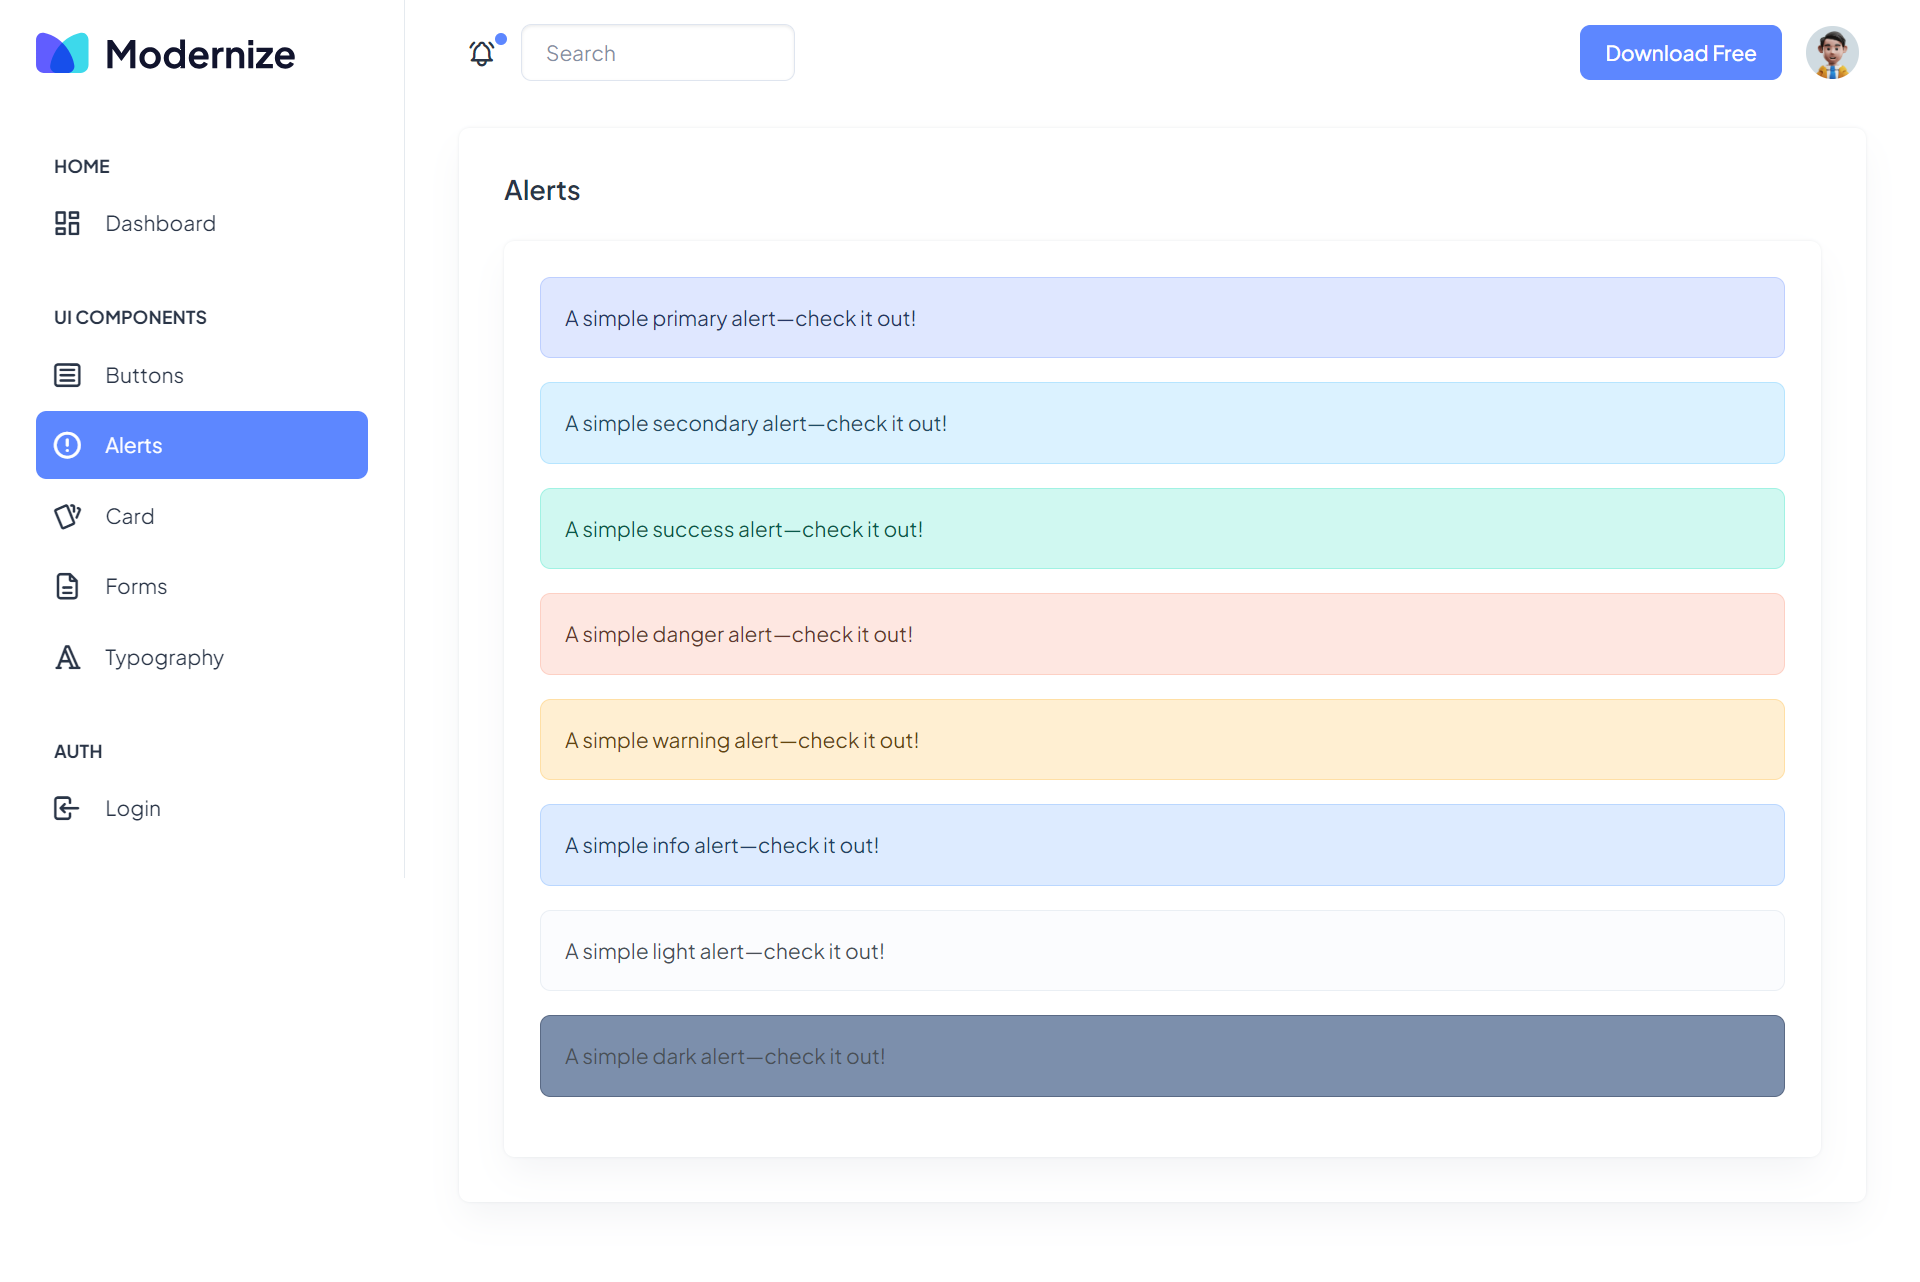 Modernize
HOME
Dashboard
UI COMPONENTS
Buttons
Alerts
Card
Forms
Typography
AUTH
Login
Search
Download Free
Alerts
A simple primary alert—check it out!
A simple secondary alert—check it out!
A simple success alert—check it out!
A simple danger alert—check it out!
A simple warning alert—check it out!
A simple info alert—check it out!
A simple light alert—check it out!
A simple dark alert—check it out!